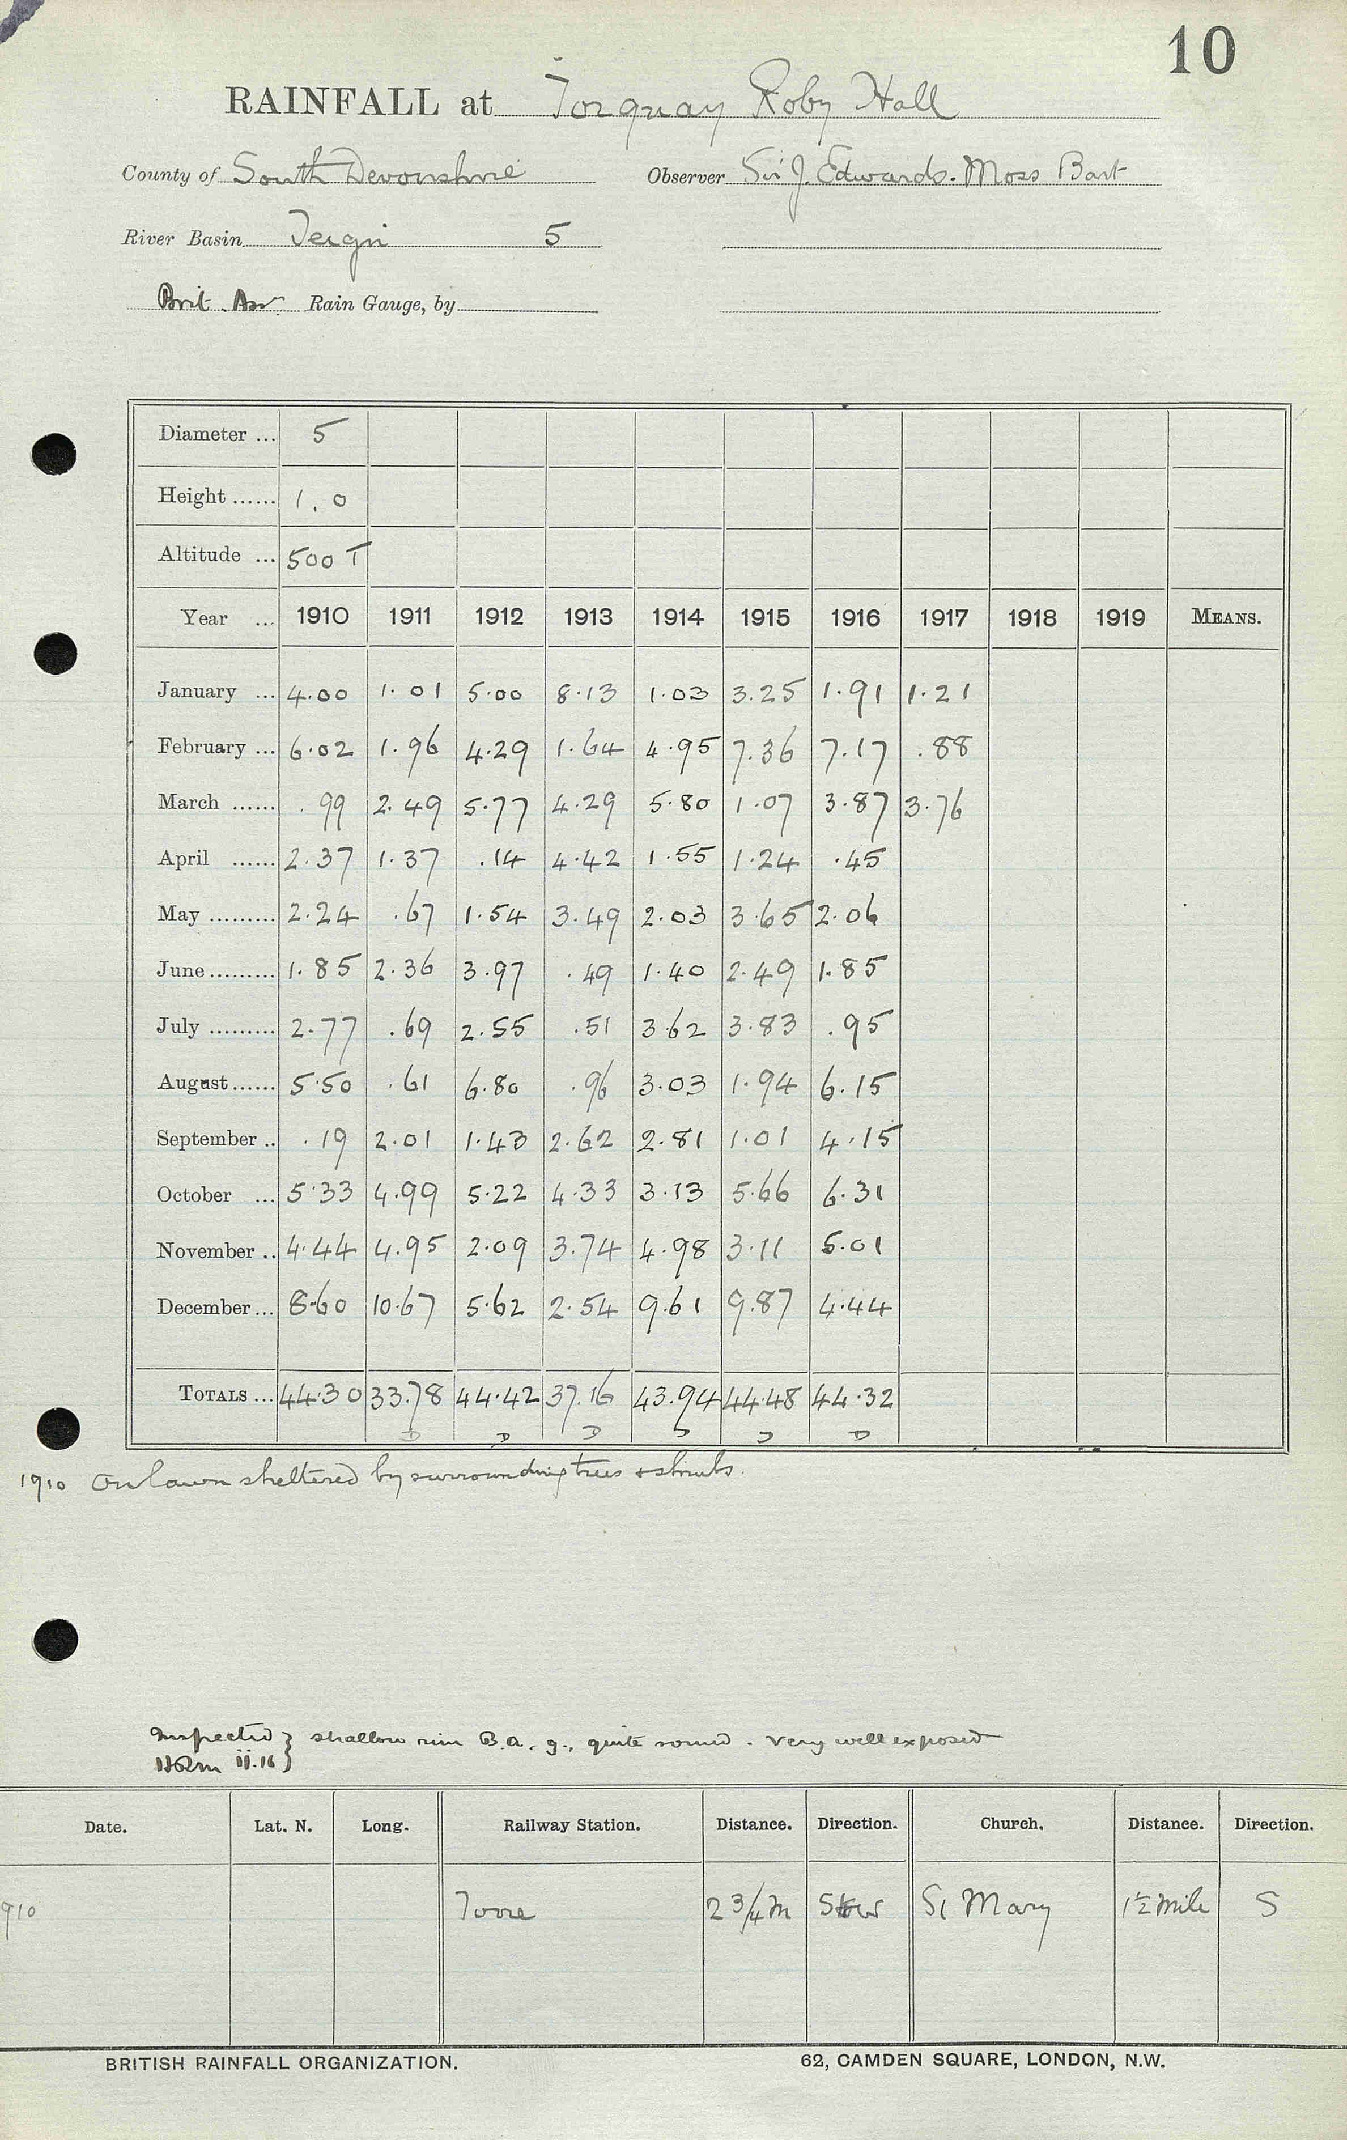 10
RAINFALL at Torquay Roby Hall
County of South Devonshire Observer Sir J. Edwards-Moss Bart
River Basin Teign 5
Brit. Ass Rain Gauge, by
Diameter ... 5
Height ...... 1.0
Altitude ... 500 T
Year ... 1910 1911 1912 1913 1914 1915 1916 1917 1918 1919 MEANS.
January ... 4.00 1.01 5.00 8.13 1.03 3.25 1.91 1.21
February ... 6.02 1.96 4.29 1.64 4.95 7.36 7.17 .88
March ...... .99 2.49 5.77 4.29 5.80 1.07 3.87 3.76
April ...... 2.37 1.37 .14 4.42 1.55 1.24 .45
May ......... 2.24 .67 1.54 3.49 2.03 3.65 2.06
June ......... 1.85 2.36 3.97 .49 1.40 2.49 1.85
July ......... 2.77 .69 2.55 .51 3.62 3.83 .95
August ...... 5.50 .61 6.80 .96 3.03 1.94 6.15
September .. .19 2.01 1.43 2.62 2.81 1.01 4.15
October ... 5.33 4.99 5.22 4.33 3.13 5.66 6.31
November .. 4.44 4.95 2.09 3.74 4.98 3.11 5.01
December ... 8.60 10.67 5.62 2.54 9.61 9.87 4.44
TOTALS ... 44.30 33.78 44.42 37.16 43.94 44.48 44.32
D D D D D D
1910 On lawn sheltered by surrounding trees & shrubs.
Inspected } shallow rim B.A. g., quite sound. Very well exposed
HRM ii.16 }
Date. Lat. N. Long. Railway Station. Distance. Direction. Church. Distance. Direction.
910 Torre 2 3/4 m St Mary 1½ mile S
BRITISH RAINFALL ORGANIZATION. 62, CAMDEN SQUARE, LONDON, N.W.